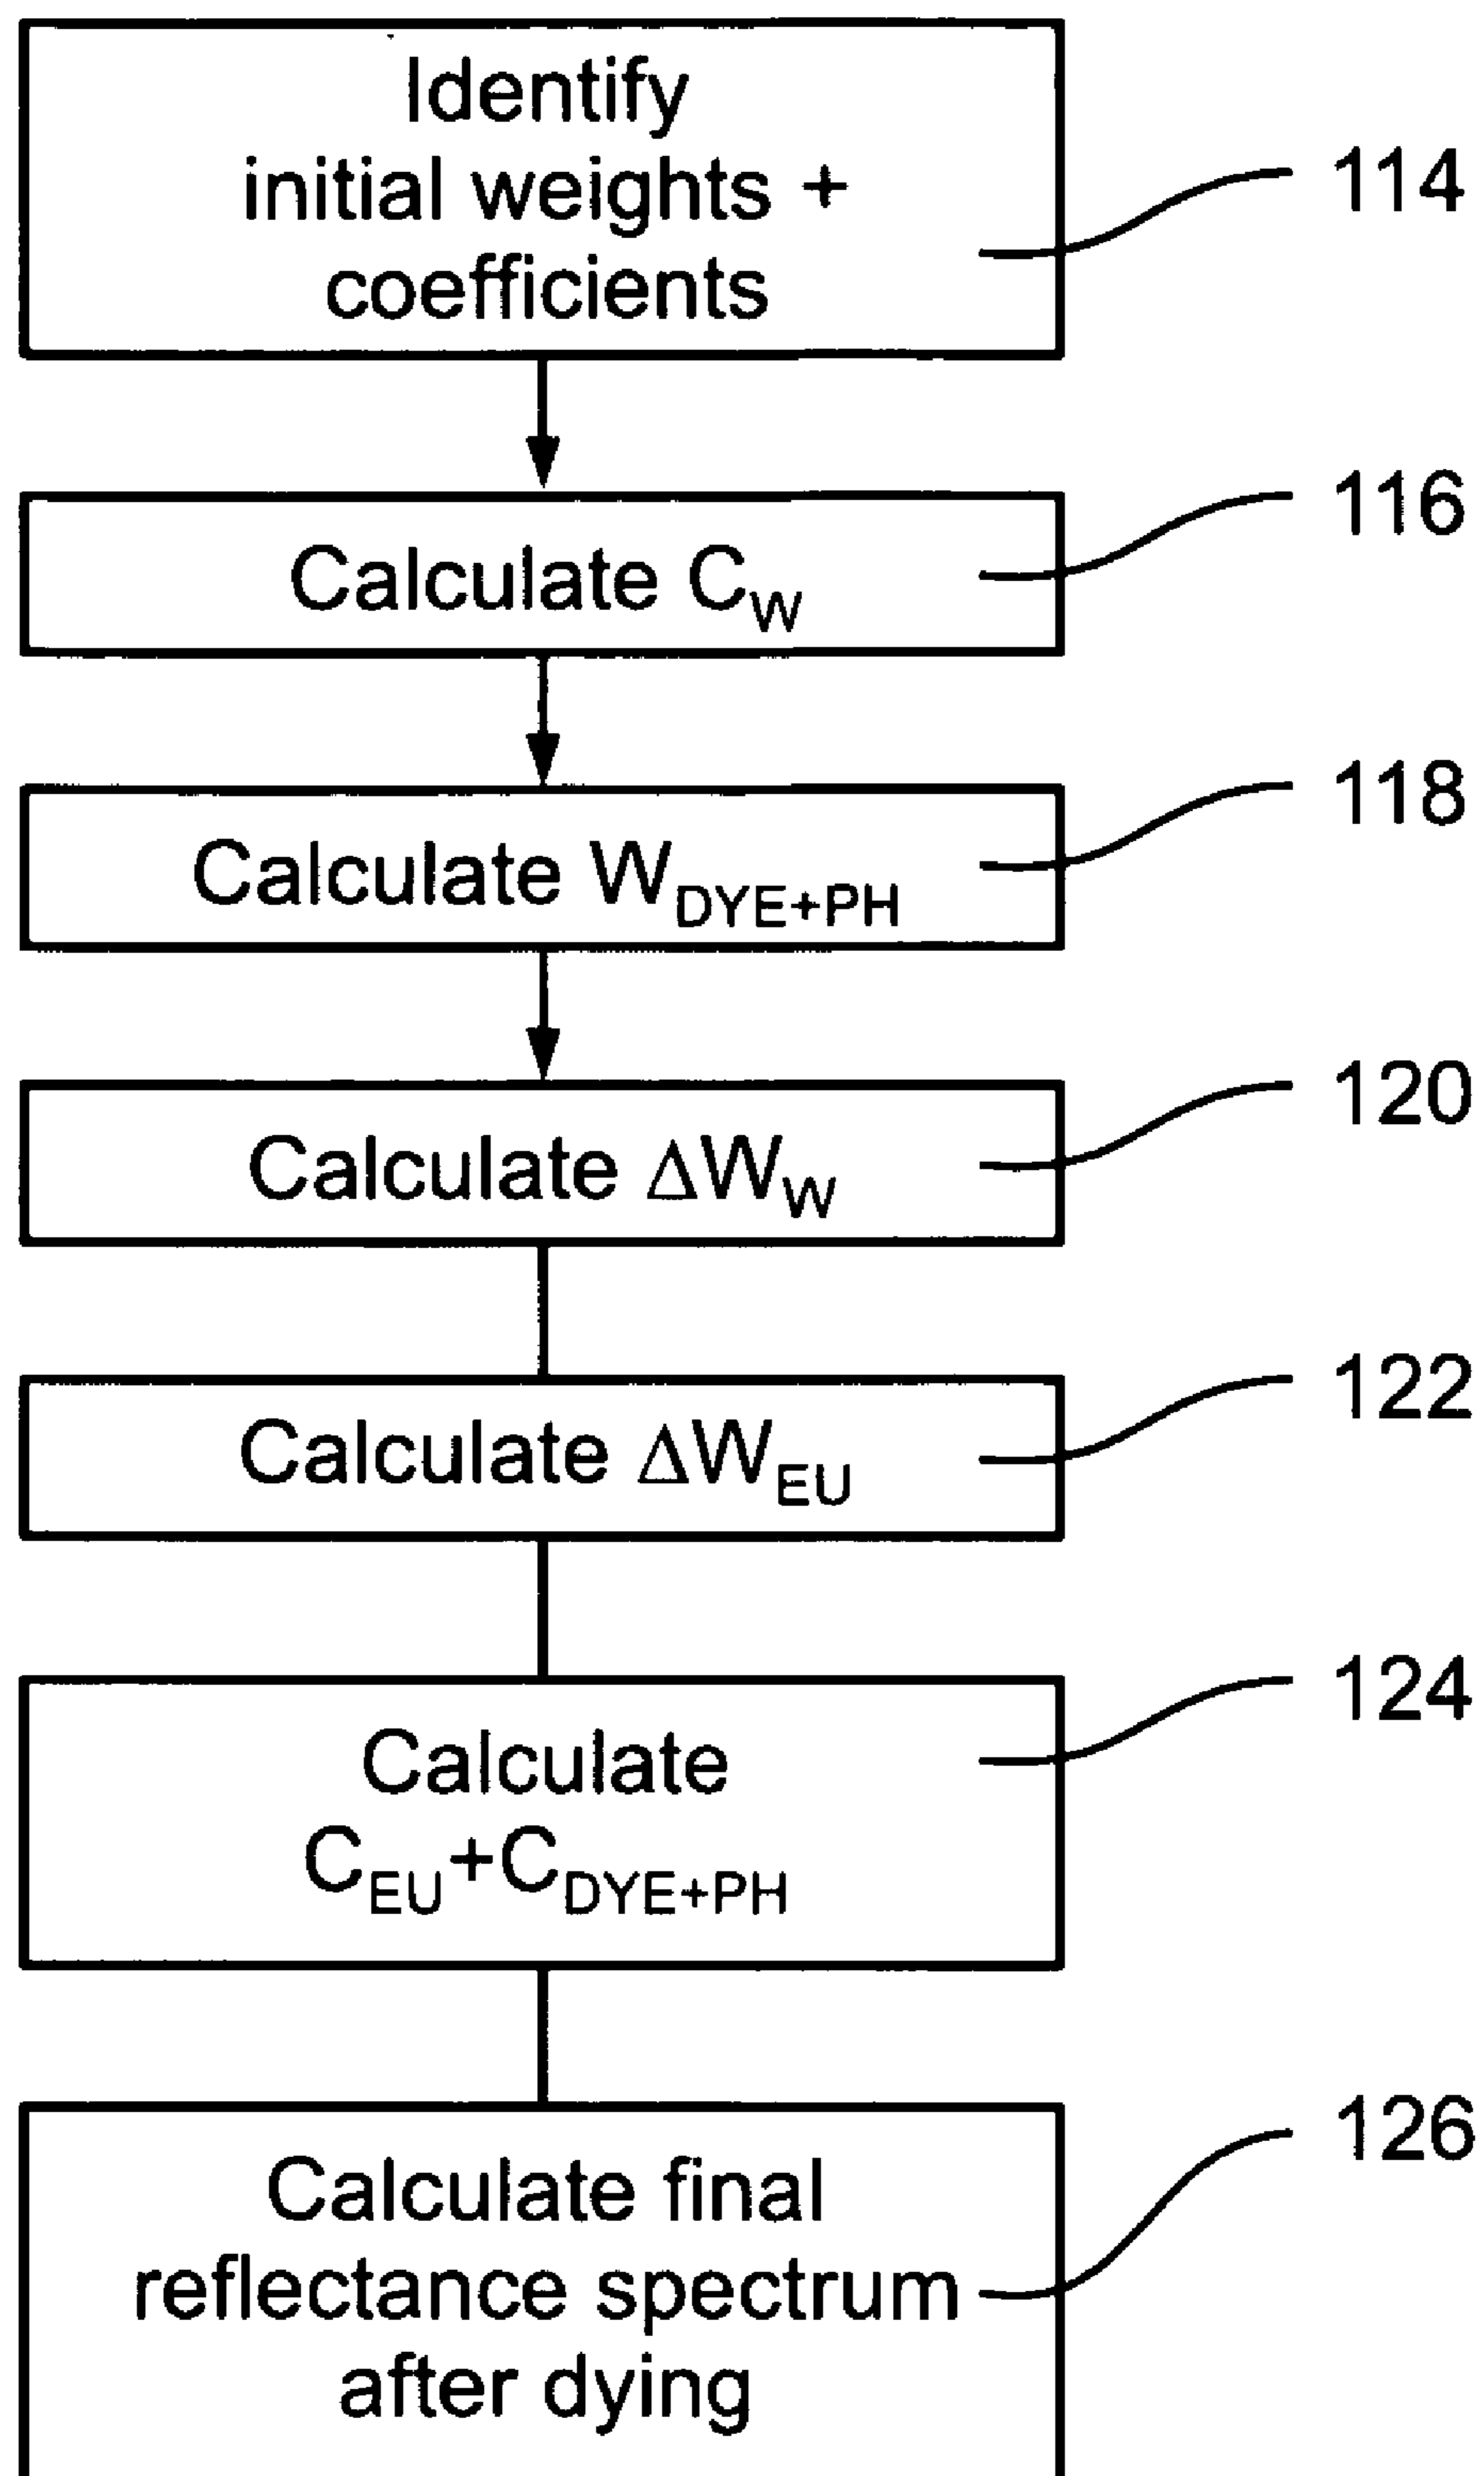 Identify
initial weights +
coefficients
114
Calculate C_W
116
Calculate W_DYE+PH
118
Calculate ΔW_W
120
Calculate ΔW_EU
122
Calculate
C_EU+C_DYE+PH
124
Calculate final
reflectance spectrum
after dying
126